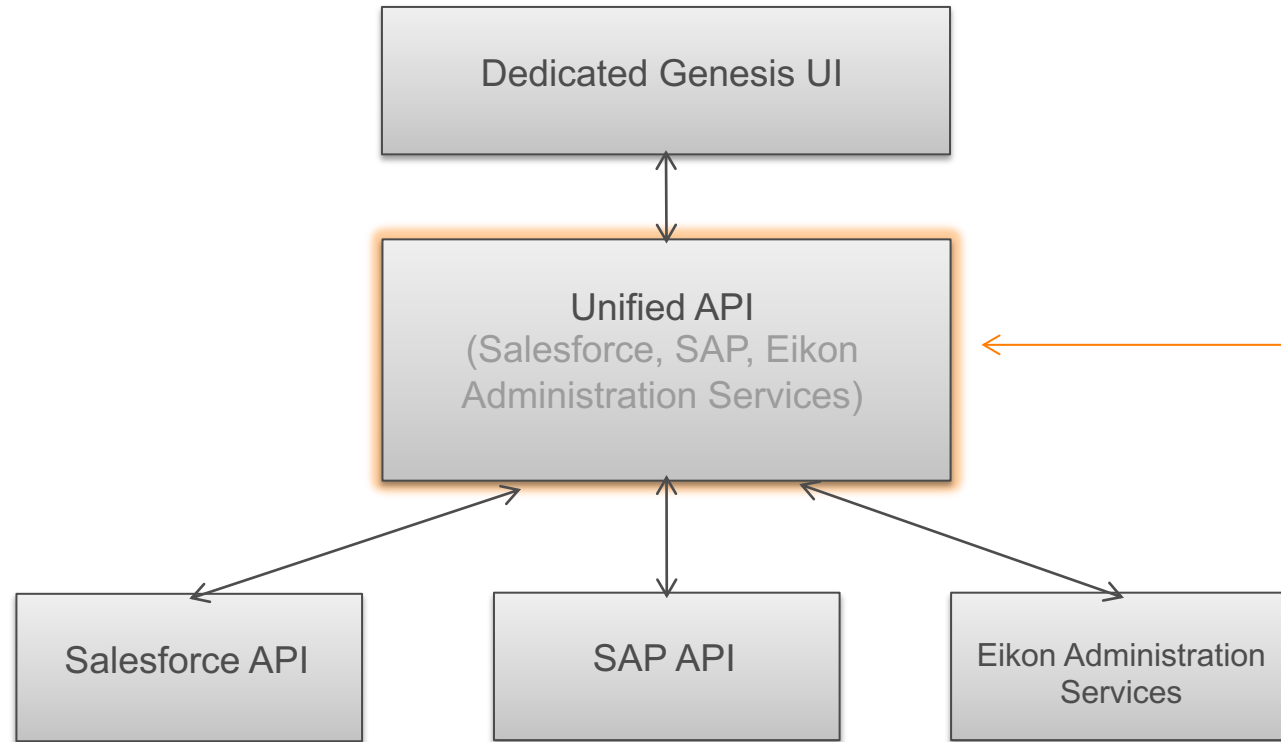 Dedicated Genesis UI
Unified API
(Salesforce, SAP, Eikon
Administration Services)
Salesforce API
SAP API
Eikon Administration
Services